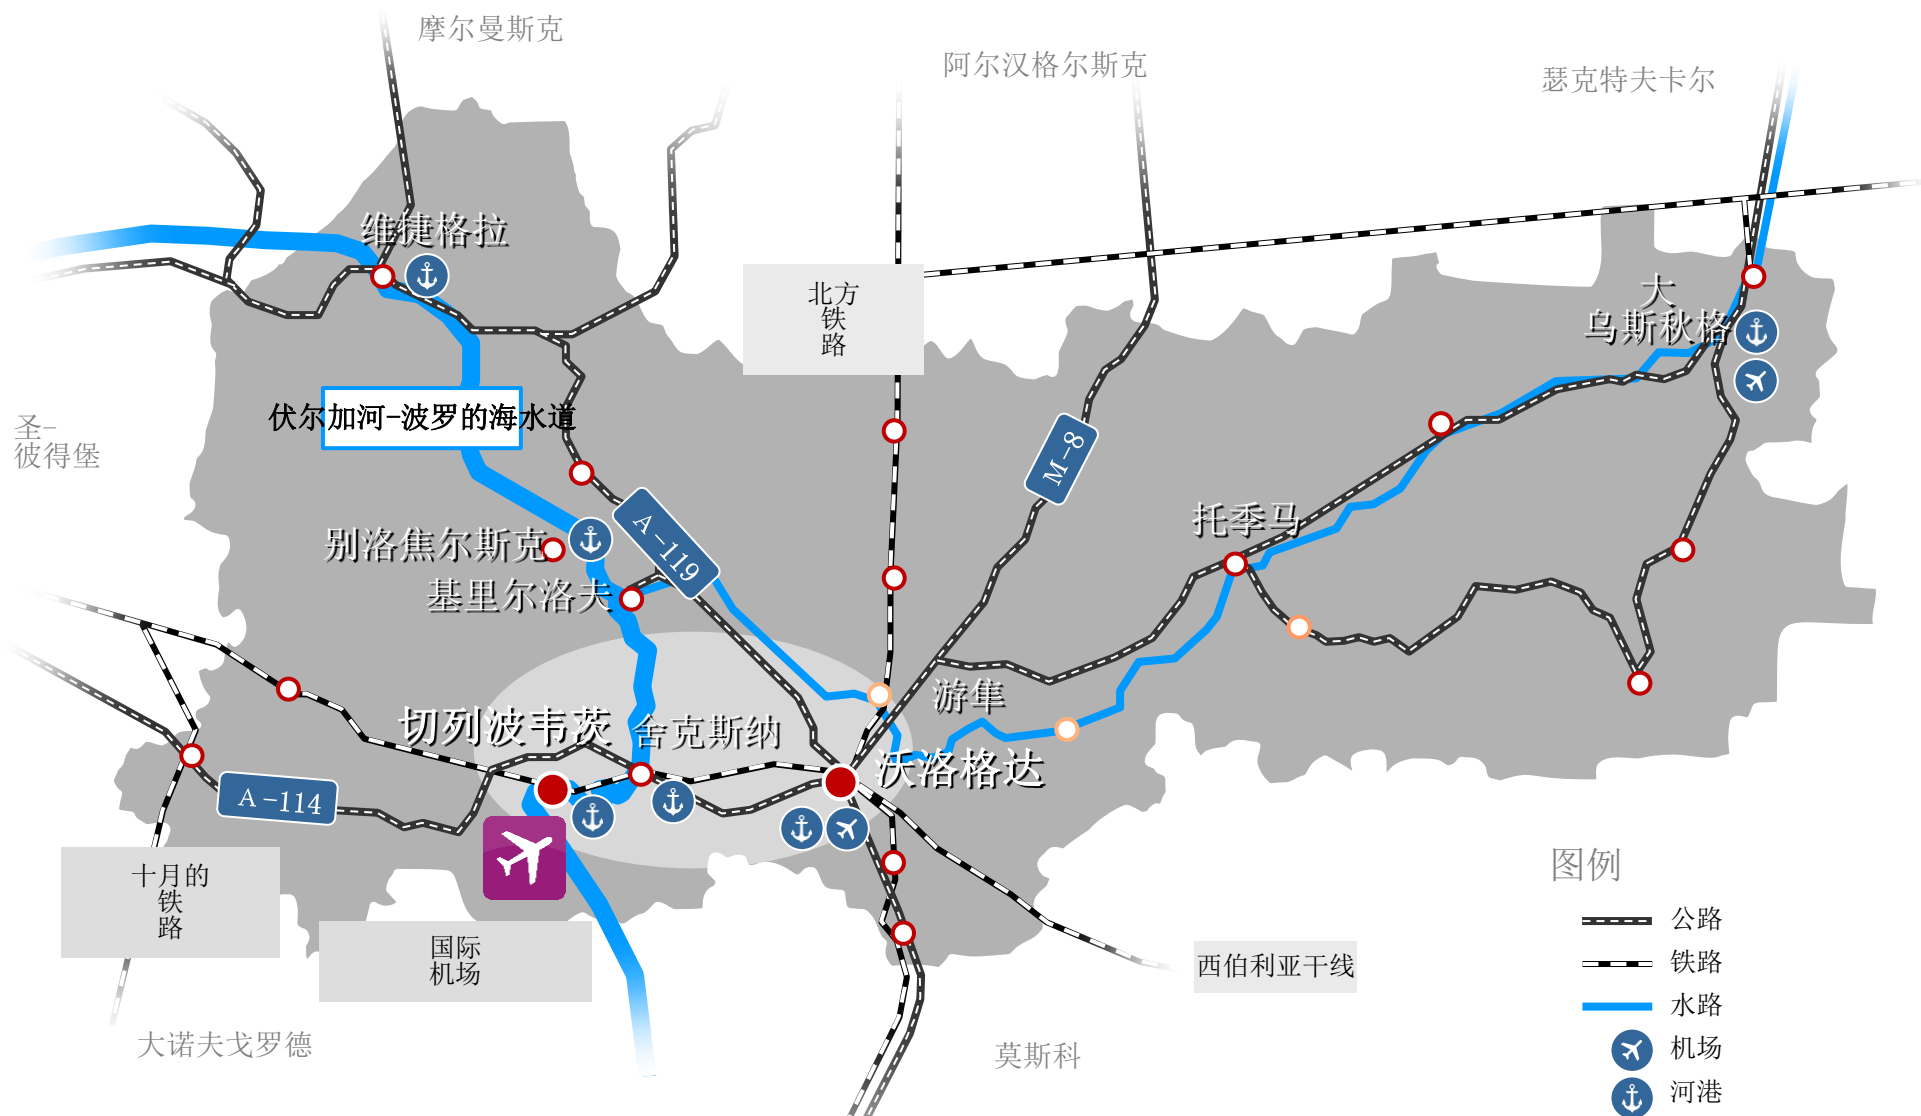 摩尔曼斯克
阿尔汉格尔斯克
瑟克特夫卡尔
维捷格拉
北方
铁
路
大
乌斯秋格
圣-
彼得堡
伏尔加河-波罗的海水道
M-8
别洛焦尔斯克
A-119
托季马
基里尔洛夫
游隼
切列波韦茨
舍克斯纳
沃洛格达
A-114
十月的
铁
路
国际
机场
西伯利亚干线
大诺夫戈罗德
莫斯科
图例
公路
铁路
水路
机场
河港